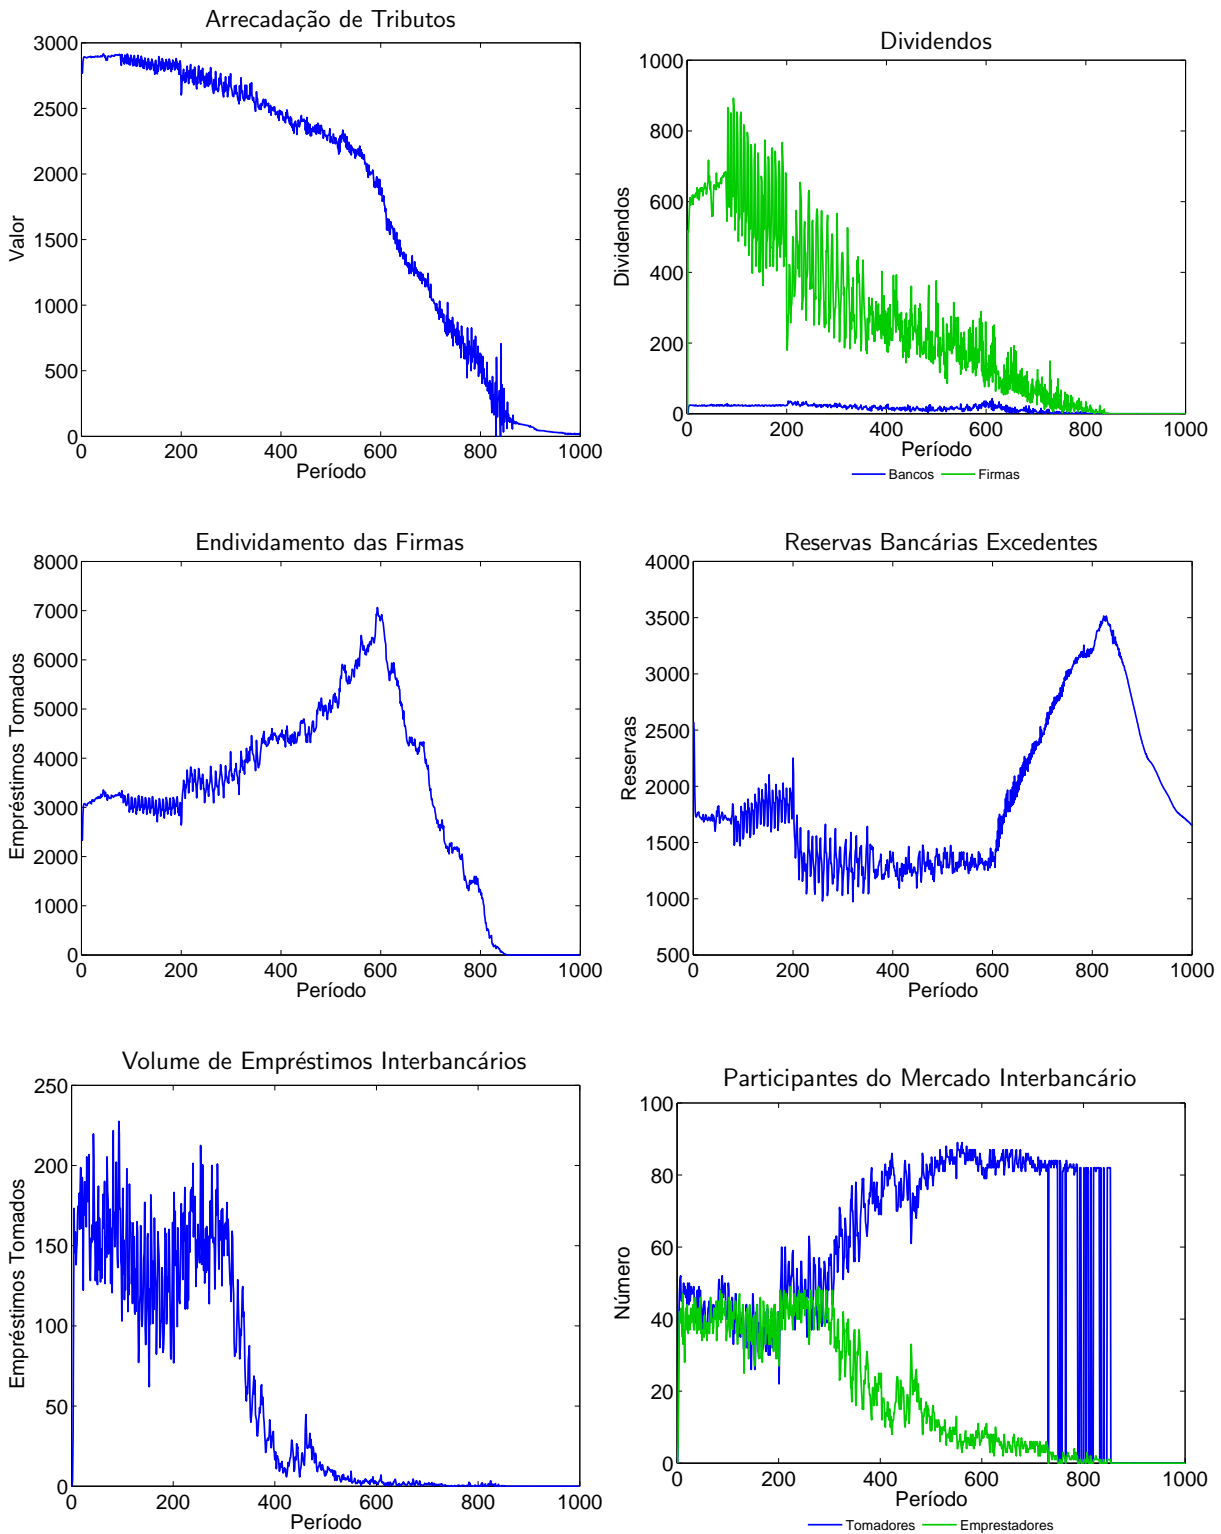 Arrecadação de Tributos
3000
2500
2000
1500
1000
500
0
Valor
0 200 400 600 800 1000
Período
Dividendos
1000
800
600
400
200
0
Dividendos
0 200 400 600 800 1000
Período
Bancos Firmas
Endividamento das Firmas
8000
7000
6000
5000
4000
3000
2000
1000
0
Empréstimos Tomados
0 200 400 600 800 1000
Período
Reservas Bancárias Excedentes
4000
3500
3000
2500
2000
1500
1000
500
Reservas
0 200 400 600 800 1000
Período
Volume de Empréstimos Interbancários
250
200
150
100
50
0
Empréstimos Tomados
0 200 400 600 800 1000
Período
Participantes do Mercado Interbancário
100
80
60
40
20
0
Número
0 200 400 600 800 1000
Período
Tomadores Emprestadores